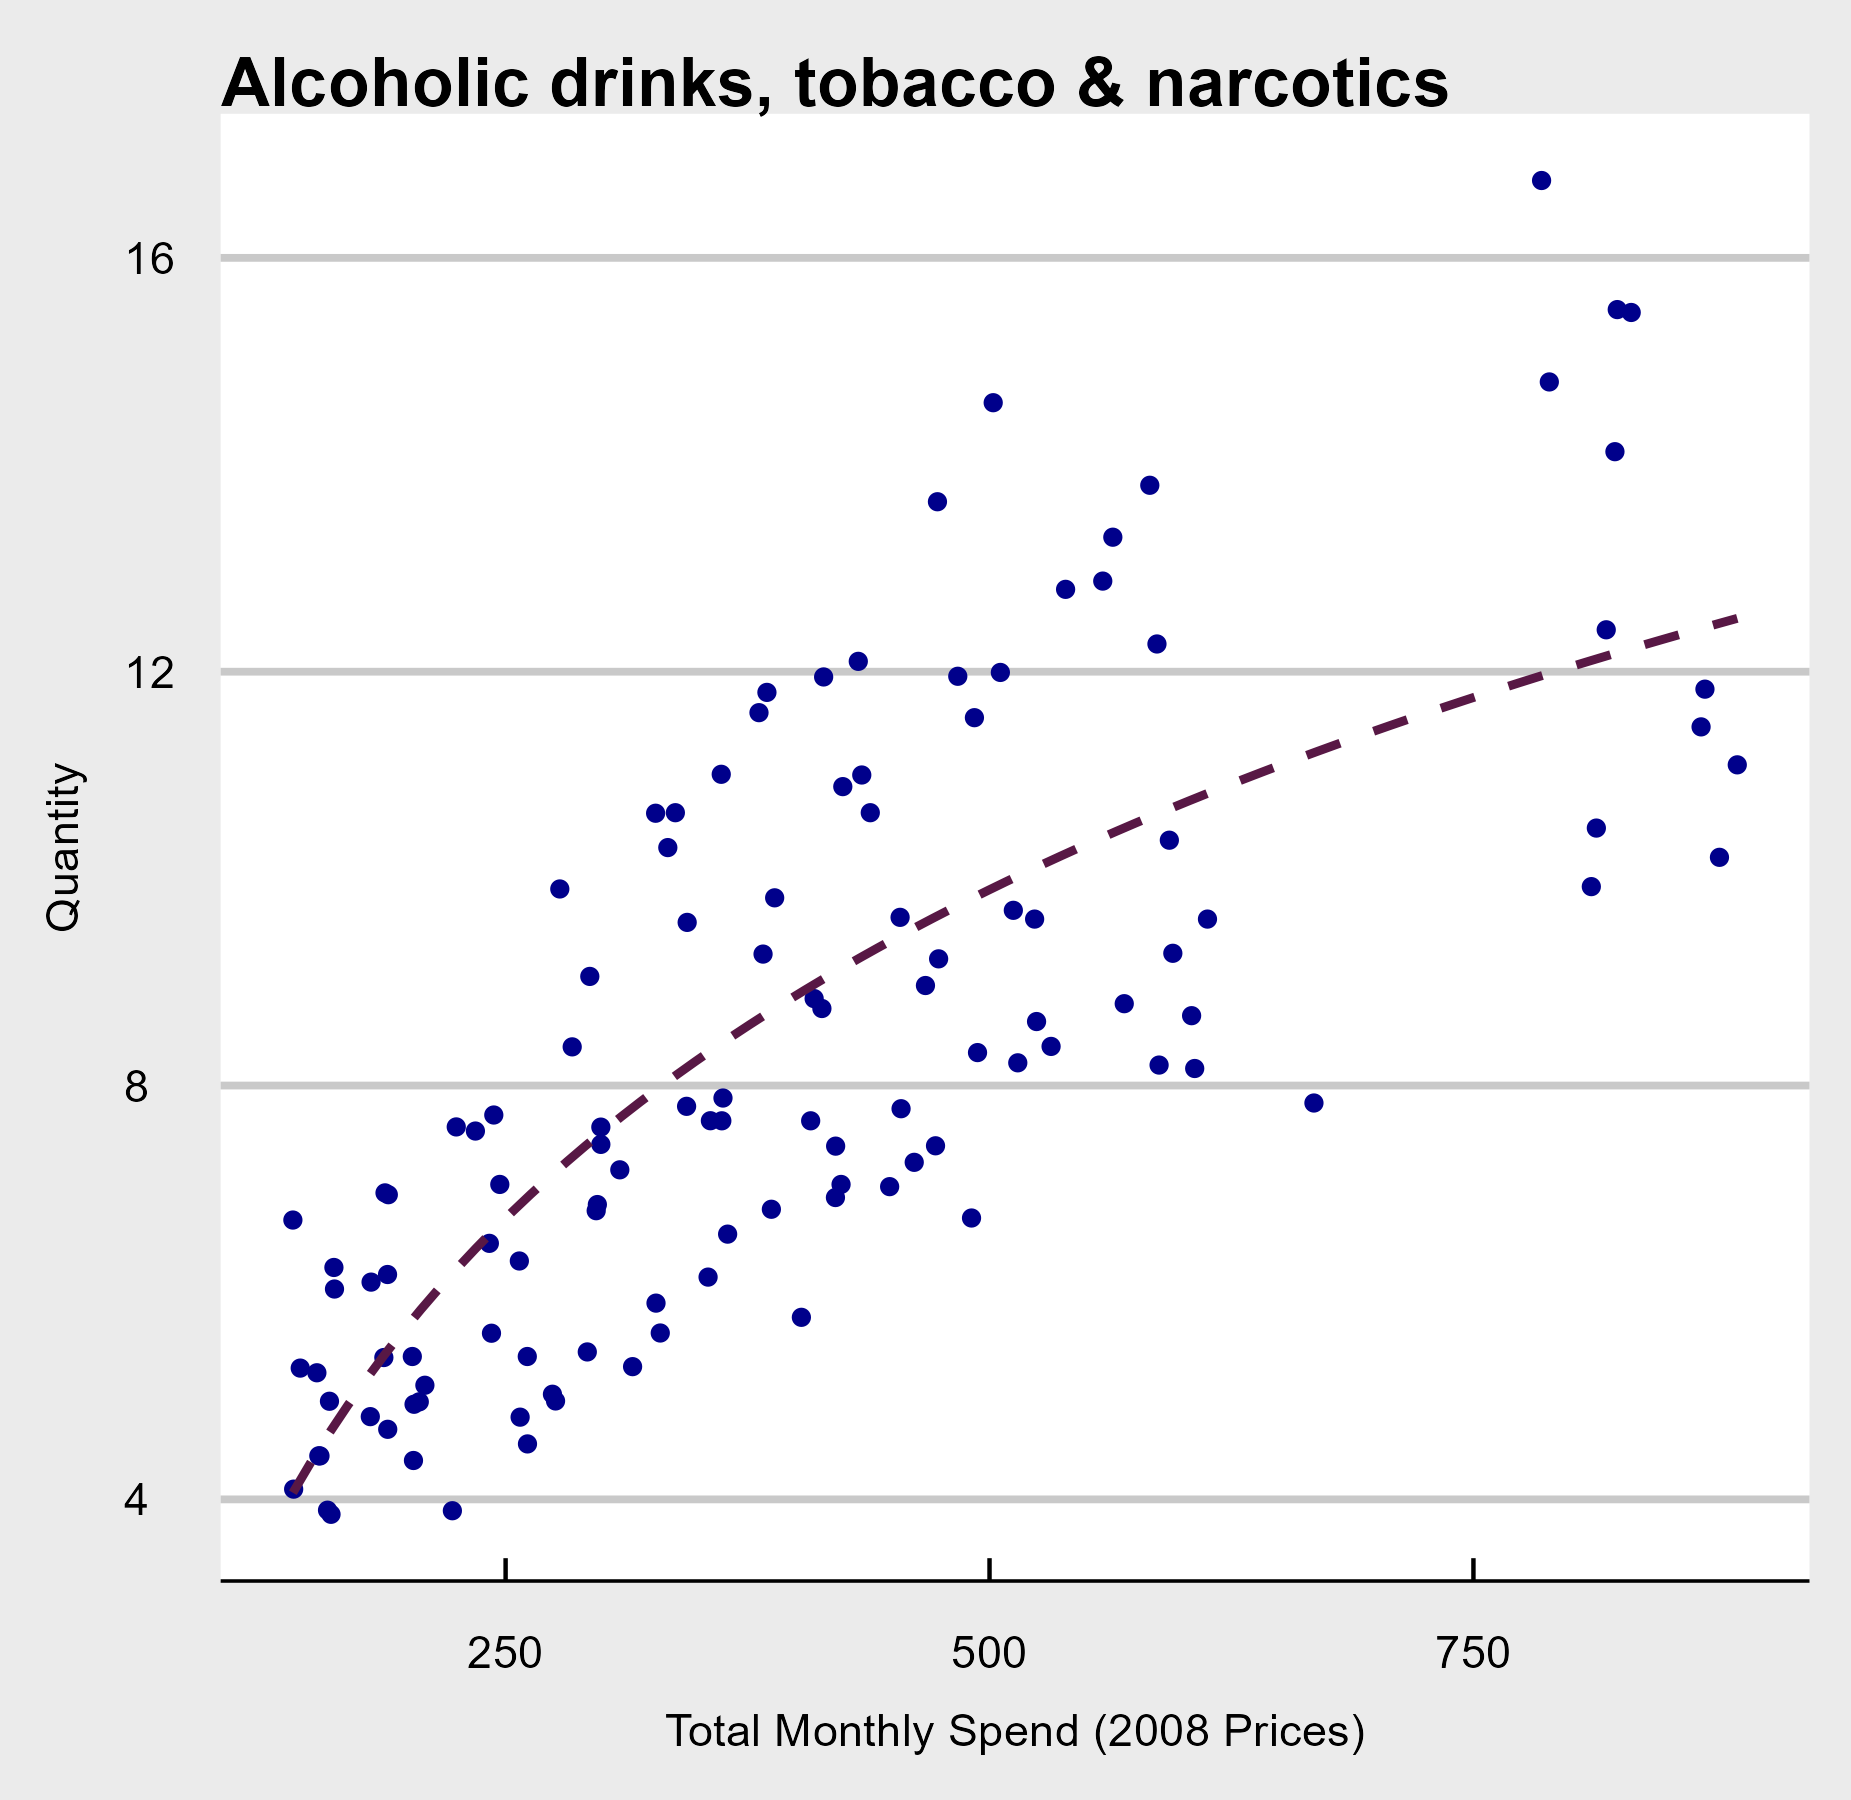 Alcoholic drinks, tobacco & narcotics
16
12
8
4
Quantity
250 500 750
Total Monthly Spend (2008 Prices)